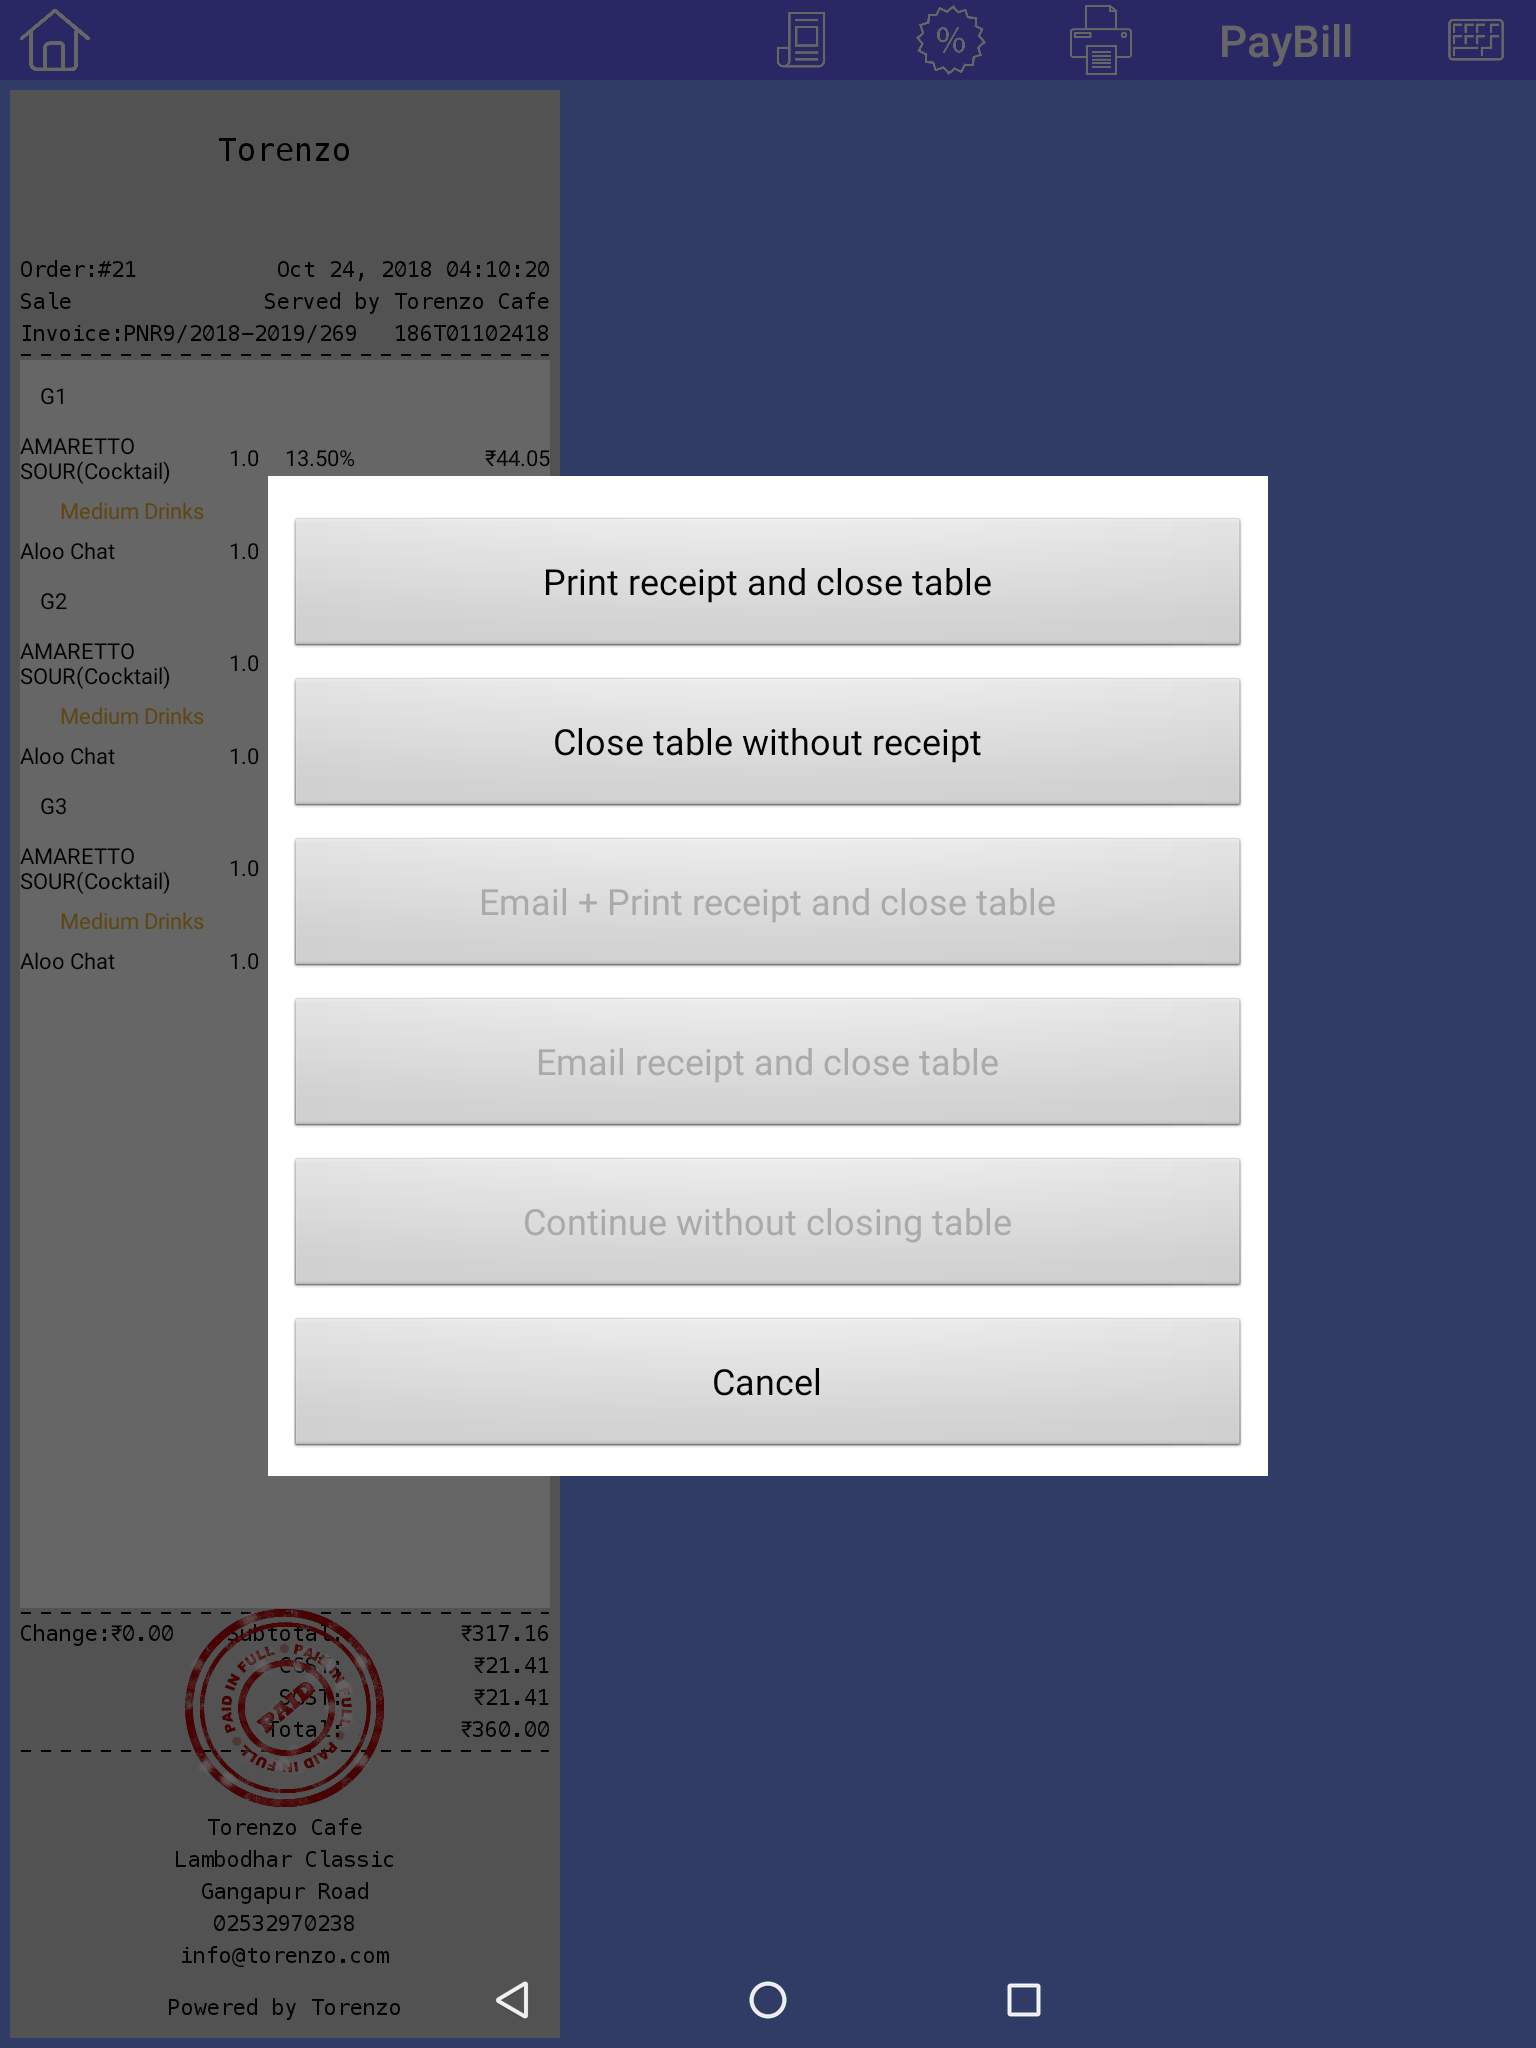 PayBill
%
Torenzo
Order:#21 Oct 24, 2018 04:10:20
Sale Served by Torenzo Cafe
Invoice:PNR9/2018-2019/269 186T01102418
G1
AMARETTO
SOUR(Cocktail) 1.0 13.50% ₹44.05
Medium Drinks
Aloo Chat 1.0
G2
AMARETTO
SOUR(Cocktail) 1.0
Medium Drinks
Aloo Chat 1.0
G3
AMARETTO
SOUR(Cocktail) 1.0
Medium Drinks
Aloo Chat 1.0
Print receipt and close table
Close table without receipt
Email + Print receipt and close table
Email receipt and close table
Continue without closing table
Cancel
Change:₹0.00 Subtotal: ₹317.16
CGST: ₹21.41
SGST: ₹21.41
Total: ₹360.00
PAID IN FULL • PAID IN FULL • PAID IN FULL •
PAID
Torenzo Cafe
Lambodhar Classic
Gangapur Road
02532970238
info@torenzo.com
Powered by Torenzo